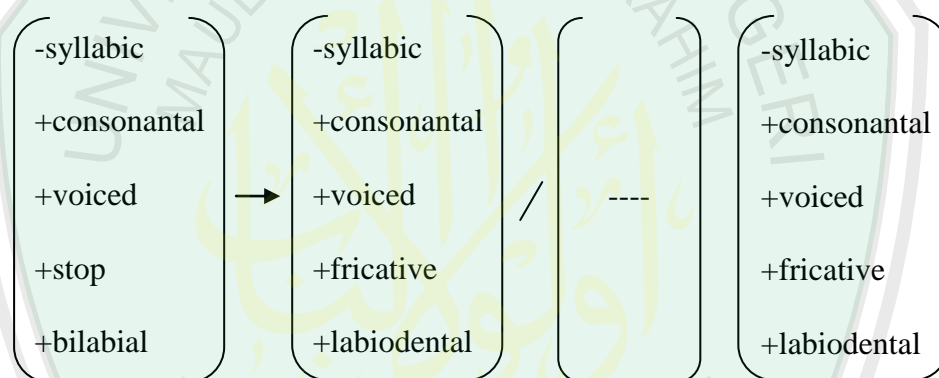 -syllabic -syllabic -syllabic
+consonantal +consonantal +consonantal
+voiced → +voiced / ---- +voiced
+stop +fricative +fricative
+bilabial +labiodental +labiodental